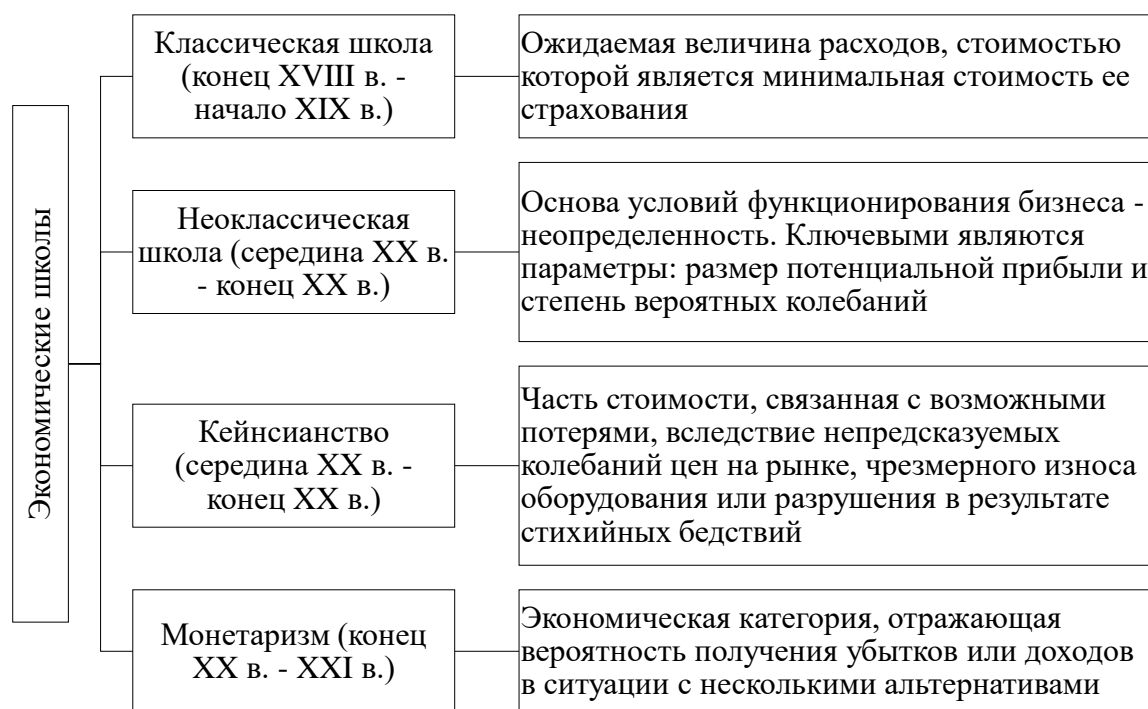 Экономические школы
Классическая школа
(конец XVIII в. -
начало XIX в.)
Ожидаемая величина расходов, стоимостью
которой является минимальная стоимость ее
страхования
Неоклассическая
школа (середина XX в.
- конец XX в.)
Основа условий функционирования бизнеса -
неопределенность. Ключевыми являются
параметры: размер потенциальной прибыли и
степень вероятных колебаний
Кейнсианство
(середина XX в. -
конец XX в.)
Часть стоимости, связанная с возможными
потерями, вследствие непредсказуемых
колебаний цен на рынке, чрезмерного износа
оборудования или разрушения в результате
стихийных бедствий
Монетаризм (конец
XX в. - XXI в.)
Экономическая категория, отражающая
вероятность получения убытков или доходов
в ситуации с несколькими альтернативами